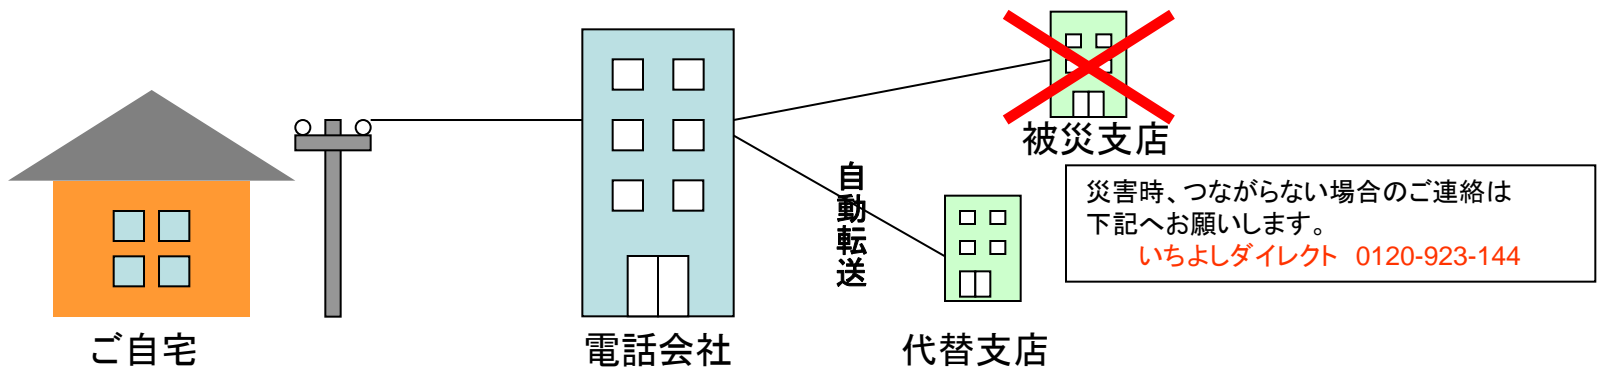 被災支店
自動転送
災害時、つながらない場合のご連絡は
下記へお願いします。
いちよしダイレクト 0120-923-144
ご自宅
電話会社
代替支店